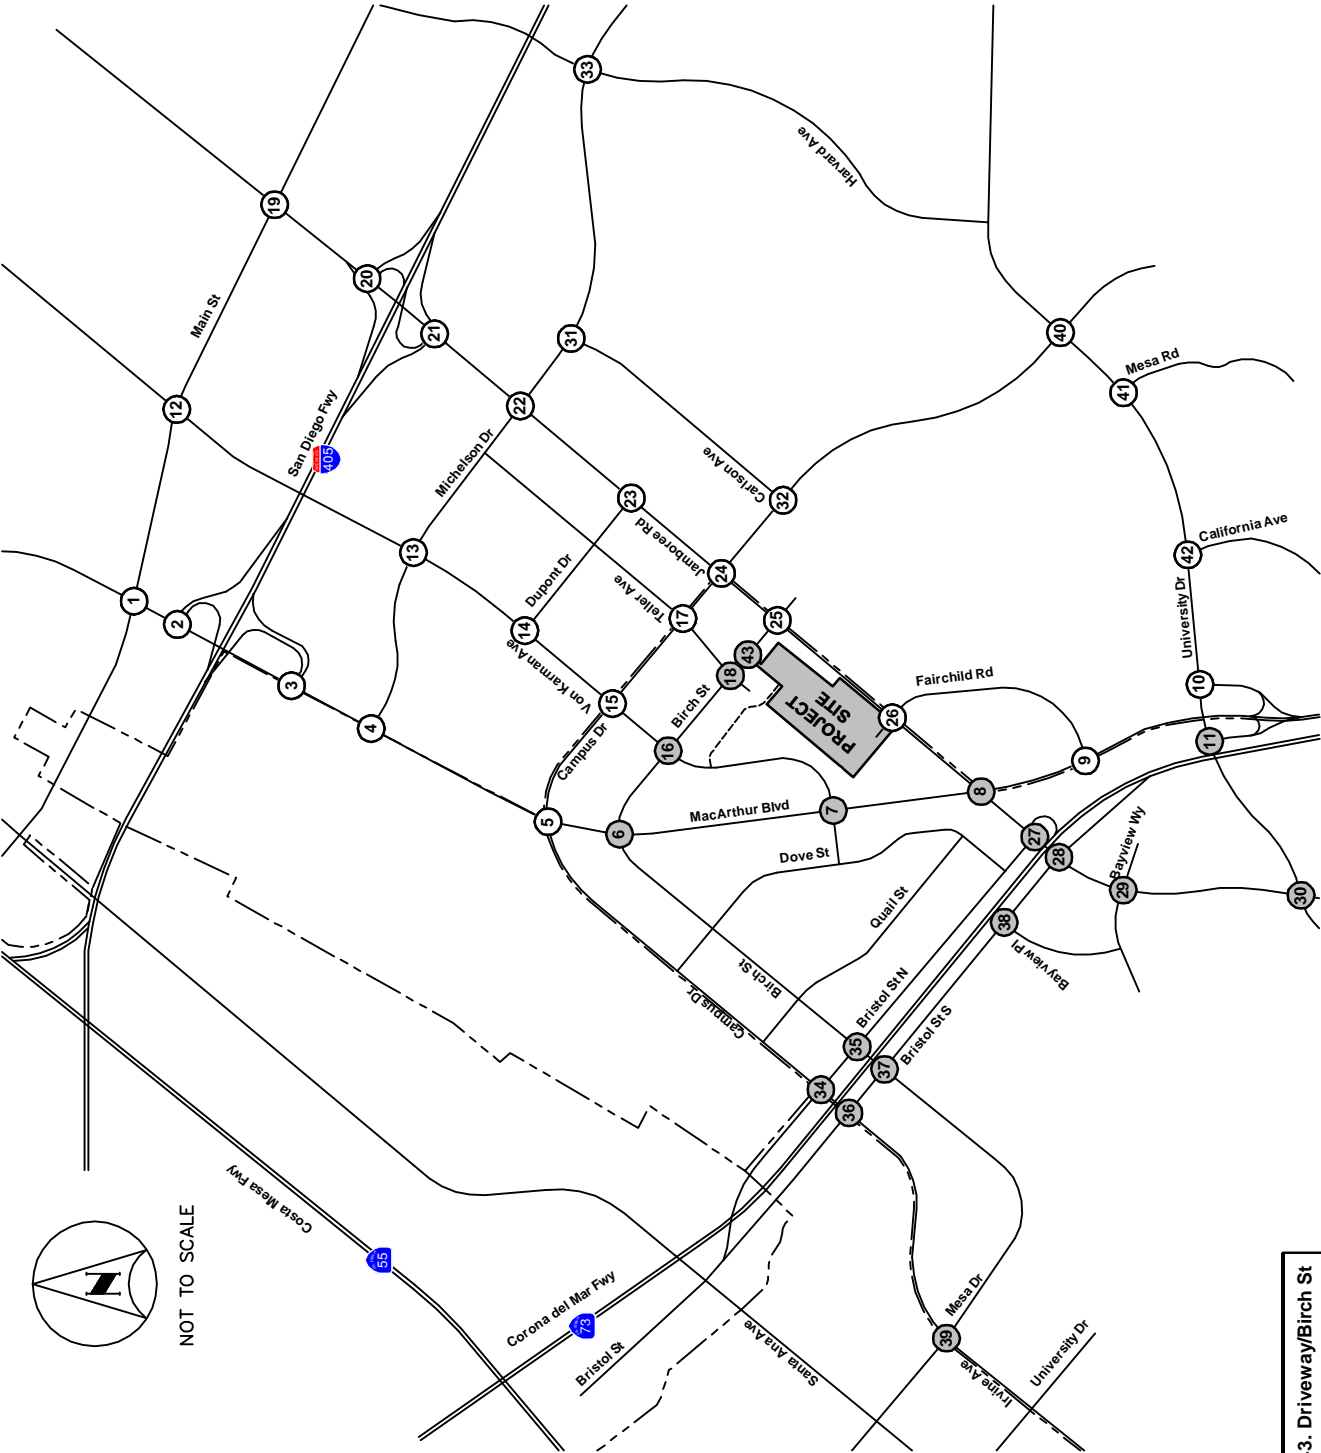 33
Harvard Ave
19
Main St
20
21
12
31
40
22
41
Mesa Rd
San Diego Fwy
405
Michelson Dr
23
Carlson Ave
32
Jamboree Rd
42
California Ave
13
Dupont Dr
Teller Ave
24
University Dr
1
2
14
17
25
3
Von Karman Ave
43
18
4
15
Campus Dr
Birch St
16
PROJECT
SITE
26
Fairchild Rd
10
11
9
5
6
MacArthur Blvd
7
8
27
28
Dove St
Bayview Wy
29
30
Quail St
38
Bayview Pl
Birch St
Campus Dr
Bristol St N
35
37
Bristol St S
34
36
N
NOT TO SCALE
Costa Mesa Fwy
55
Corona del Mar Fwy
73
Bristol St
Santa Ana Ave
39
Mesa Dr
Irvine Ave
University Dr
3. Driveway/Birch St